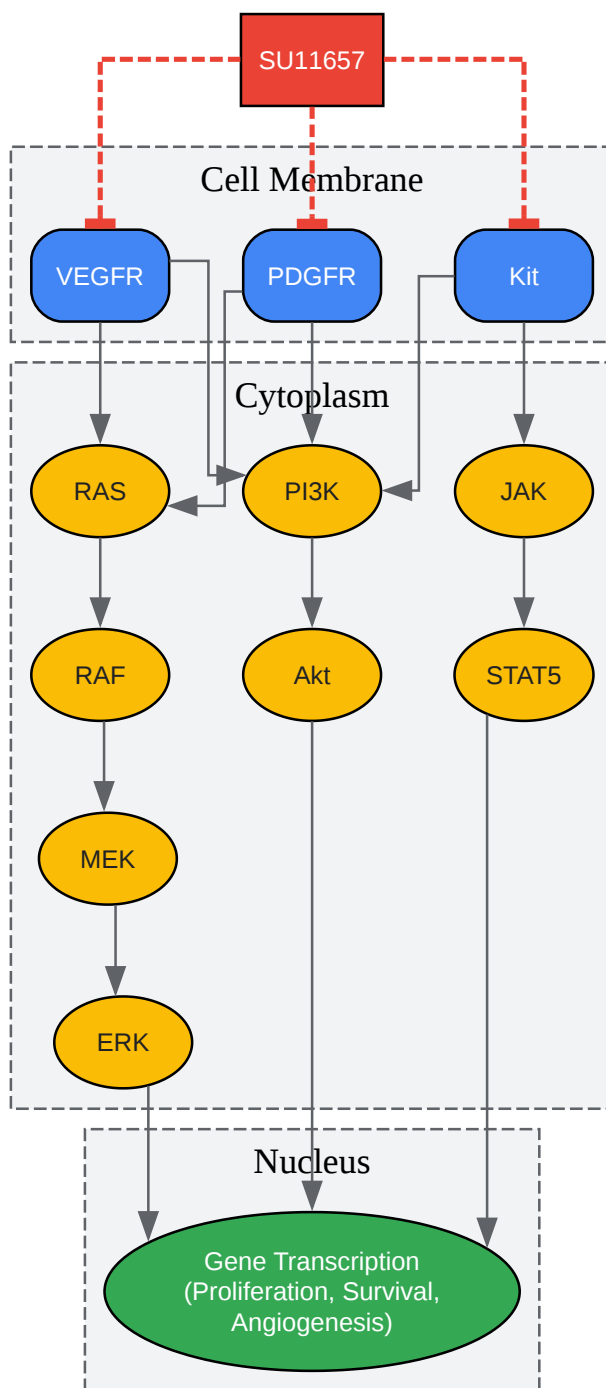 SU11657
Cell Membrane
VEGFR
PDGFR
Kit
Cytoplasm
RAS
PI3K
JAK
RAF
Akt
STAT5
MEK
ERK
Nucleus
Gene Transcription
(Proliferation, Survival,
Angiogenesis)